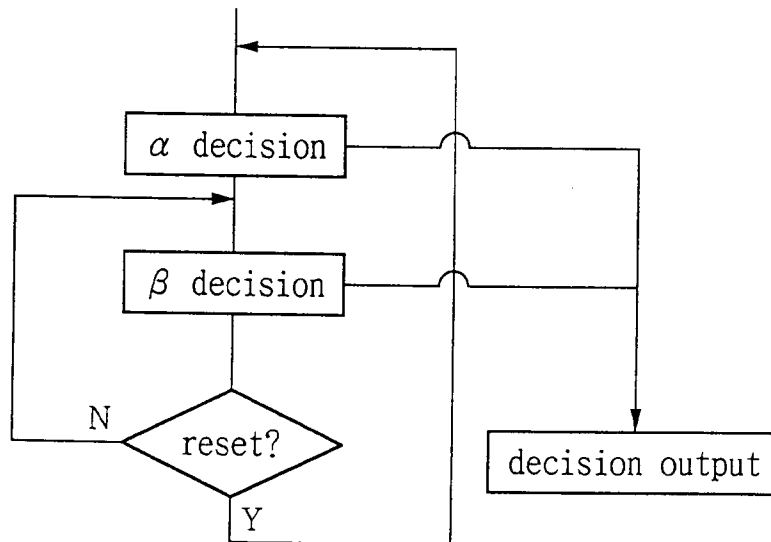 α decision
β decision
N
reset?
decision output
Y